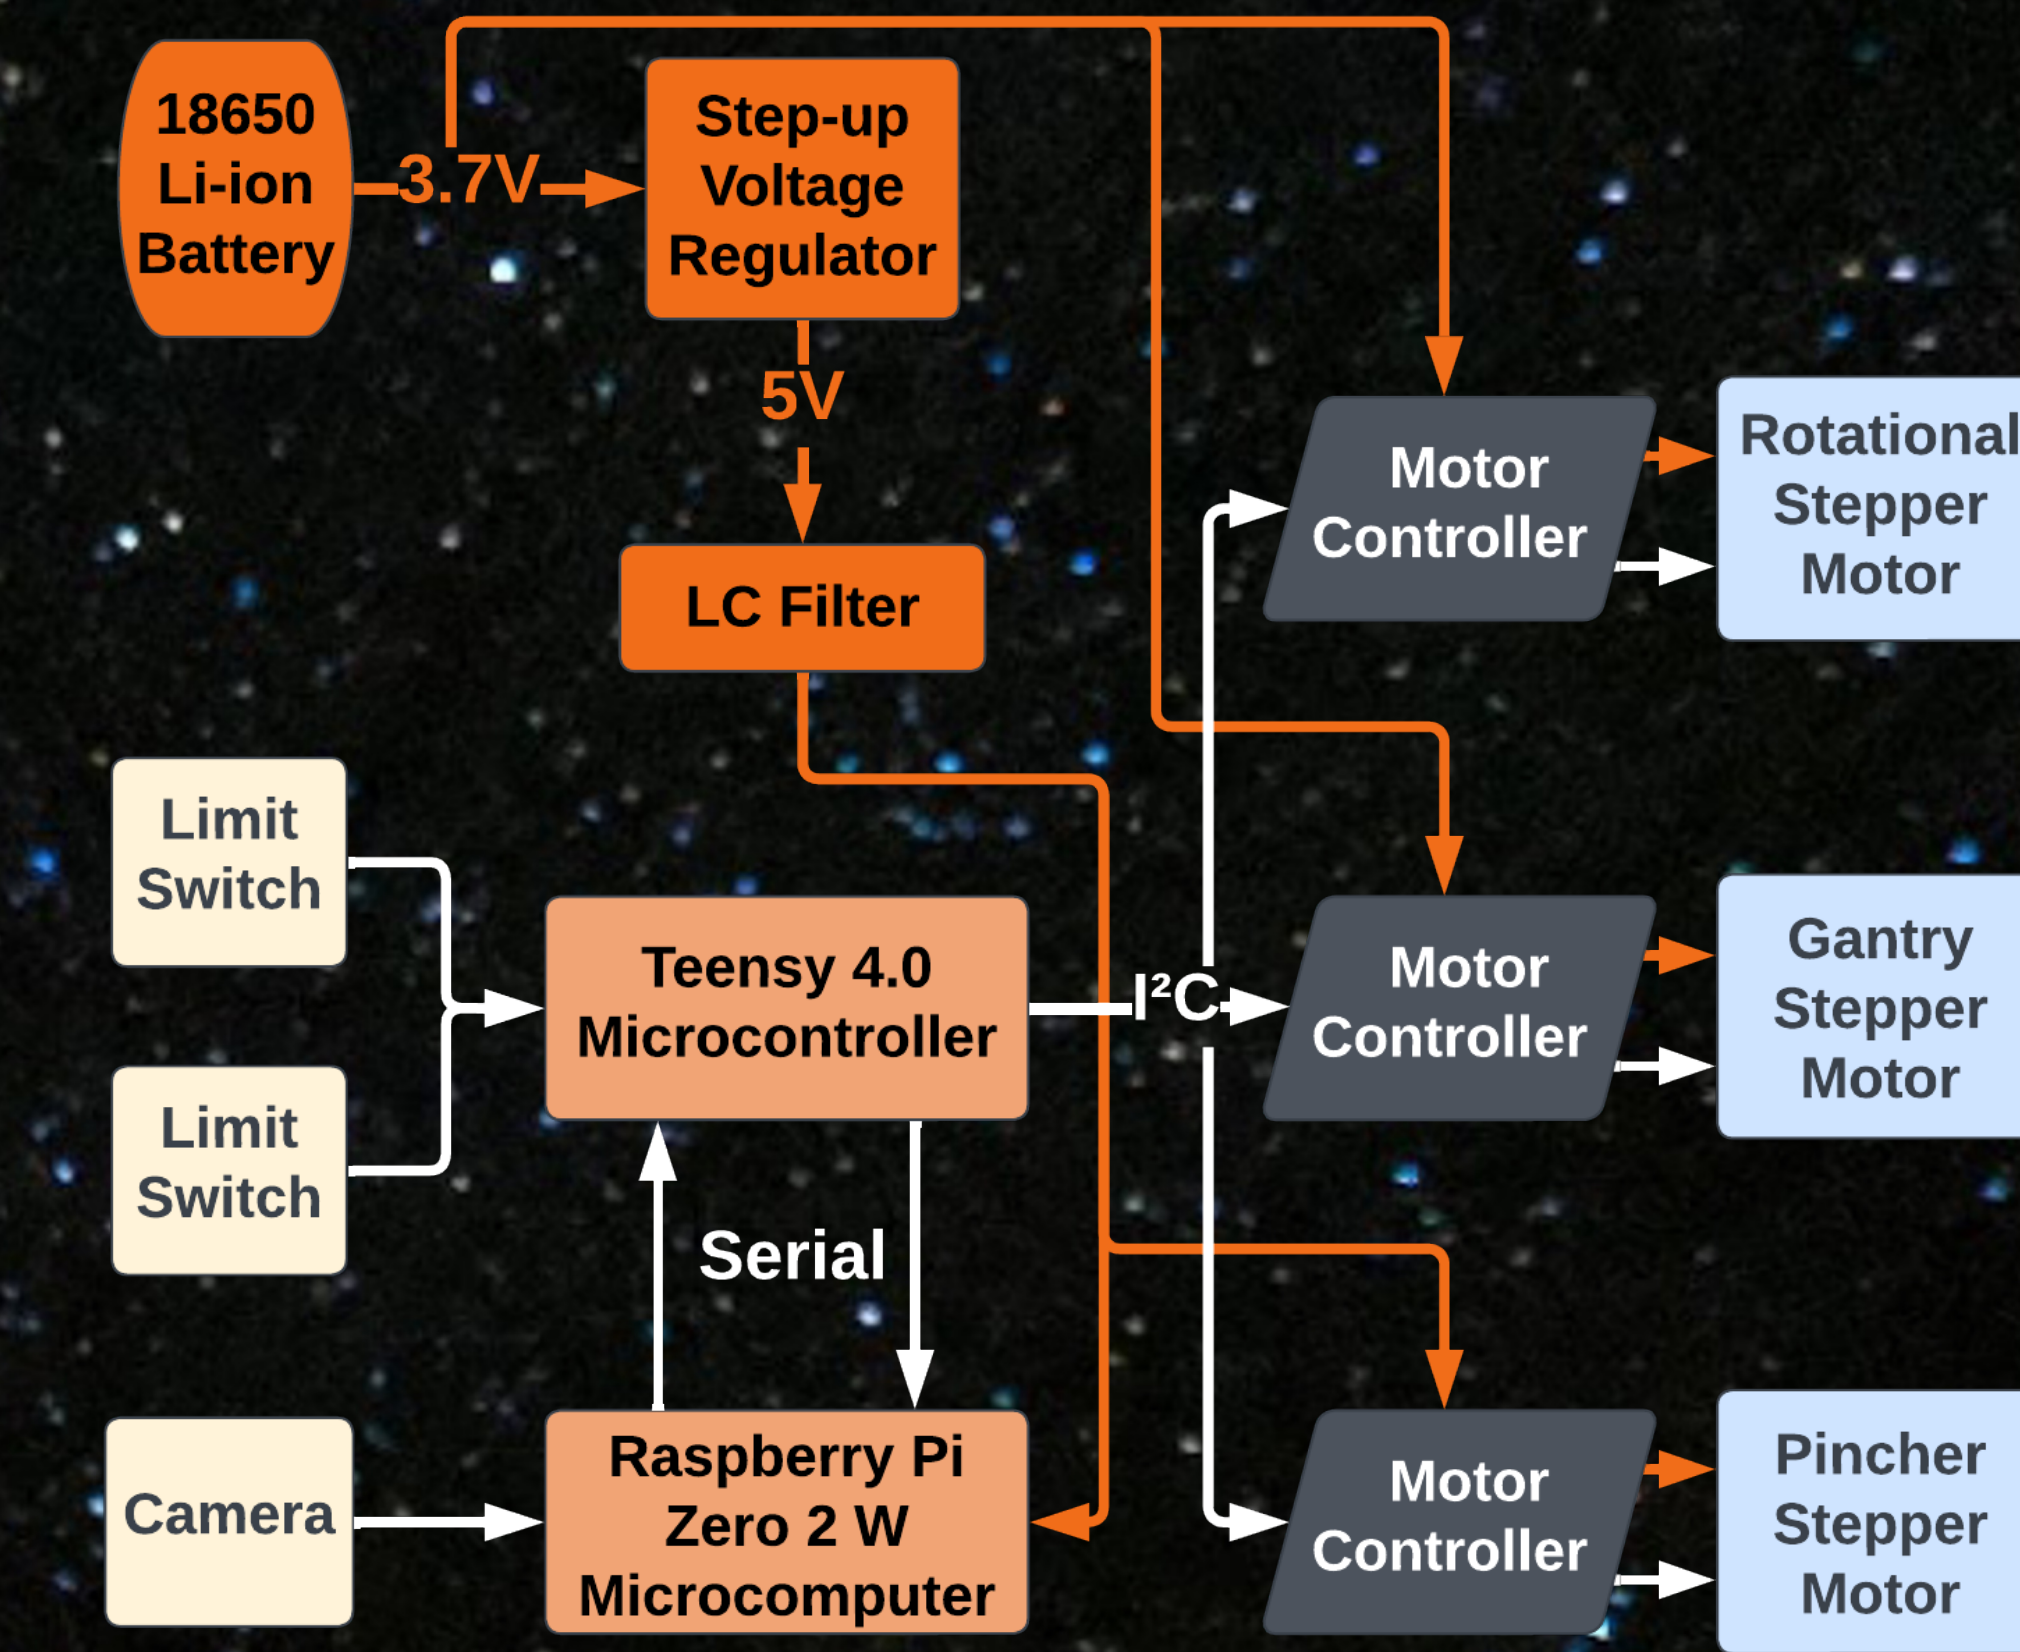 18650
Li-ion
Battery
3.7V
Step-up
Voltage
Regulator
5V
LC Filter
Motor
Controller
Rotational
Stepper
Motor
Limit
Switch
Limit
Switch
Teensy 4.0
Microcontroller
I²C
Motor
Controller
Gantry
Stepper
Motor
Serial
Camera
Raspberry Pi
Zero 2 W
Microcomputer
Motor
Controller
Pincher
Stepper
Motor